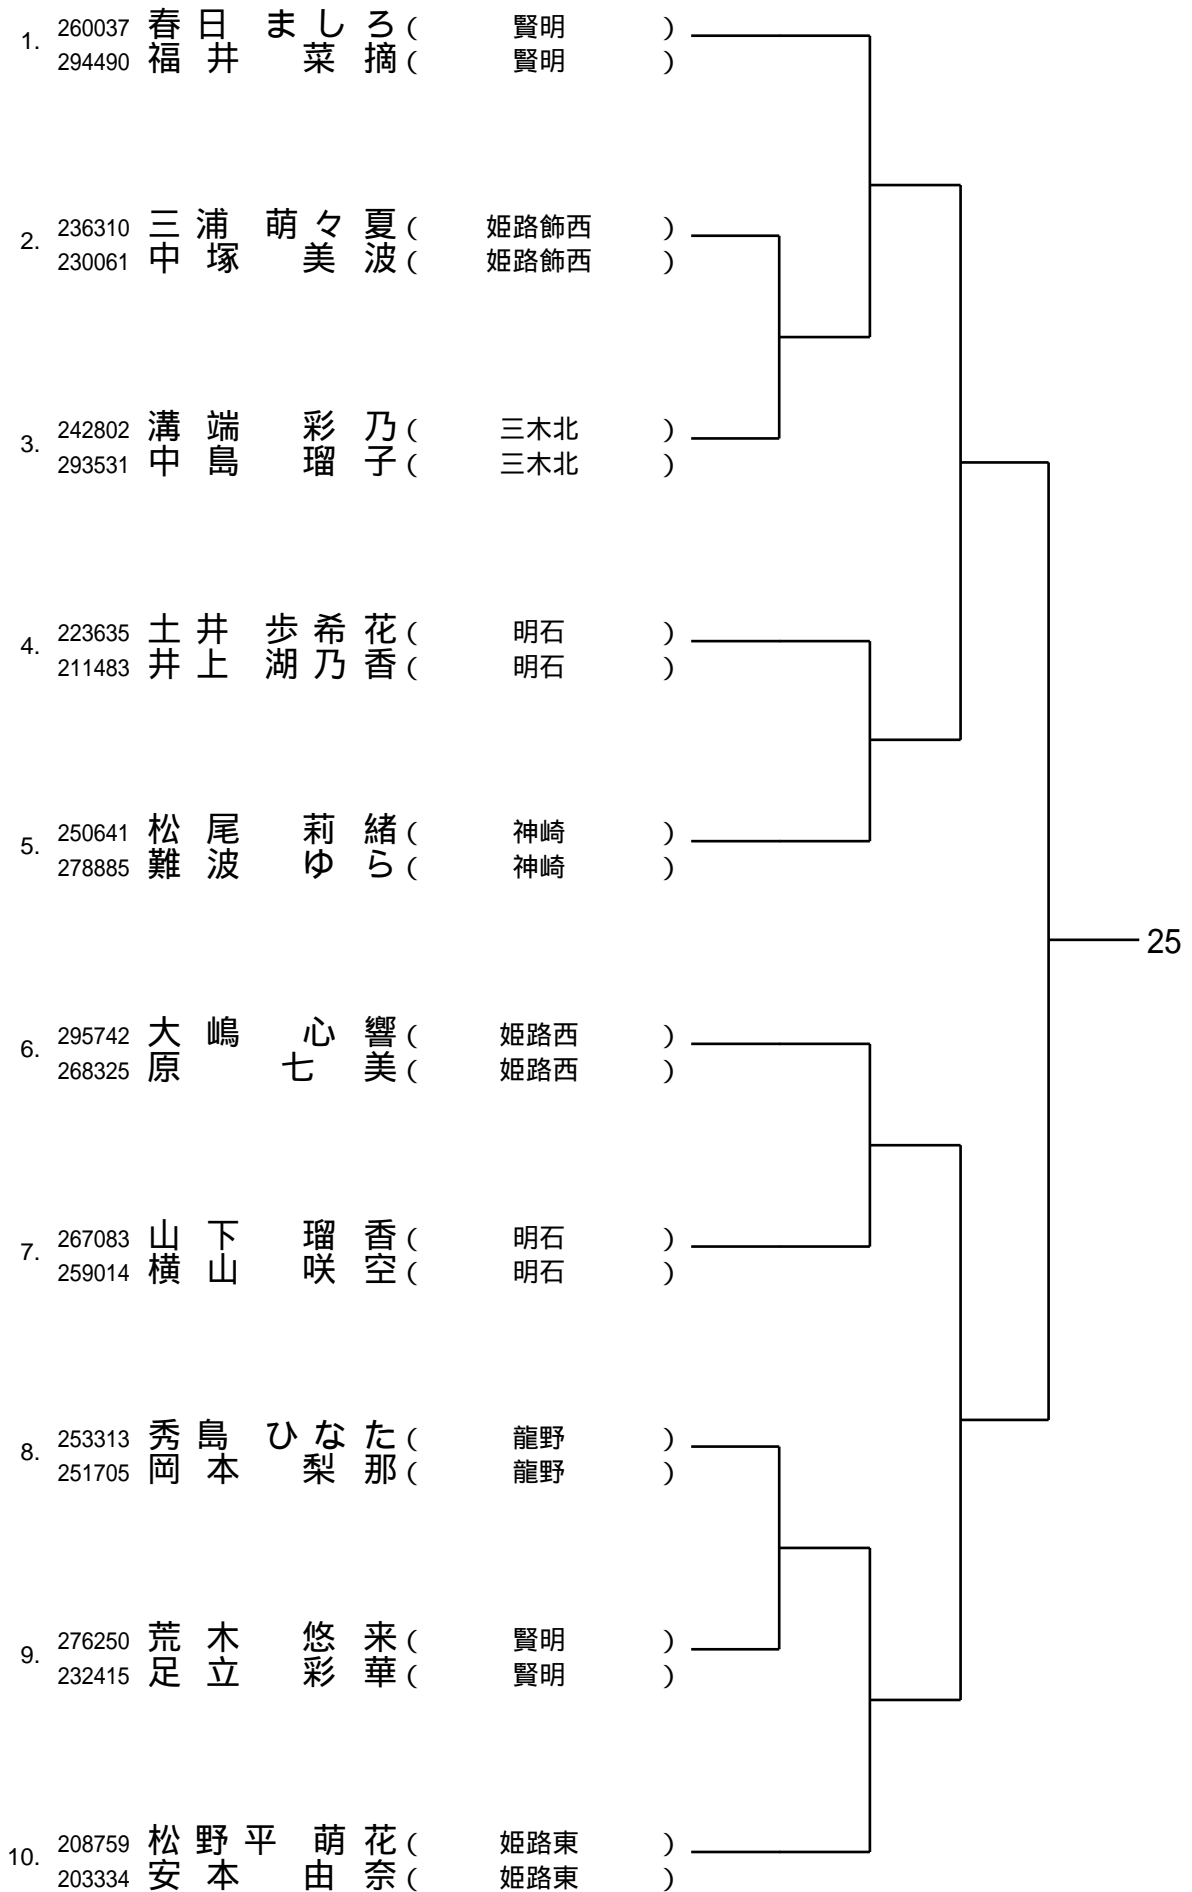 1. 260037 春日 ましろ ( 賢明 )
294490 福井 菜摘 ( 賢明 )
2. 236310 三浦 萌々夏 ( 姫路飾西 )
230061 中塚 美波 ( 姫路飾西 )
3. 242802 溝端 彩乃 ( 三木北 )
293531 中島 瑠子 ( 三木北 )
4. 223635 土井 歩希花 ( 明石 )
211483 井上 湖乃香 ( 明石 )
5. 250641 松尾 莉緒 ( 神崎 )
278885 難波 ゆら ( 神崎 )
25
6. 295742 大嶋 心響 ( 姫路西 )
268325 原 七美 ( 姫路西 )
7. 267083 山下 瑠香 ( 明石 )
259014 横山 咲空 ( 明石 )
8. 253313 秀島 ひなた ( 龍野 )
251705 岡本 梨那 ( 龍野 )
9. 276250 荒木 悠来 ( 賢明 )
232415 足立 彩華 ( 賢明 )
10. 208759 松野平 萌花 ( 姫路東 )
203334 安本 由奈 ( 姫路東 )